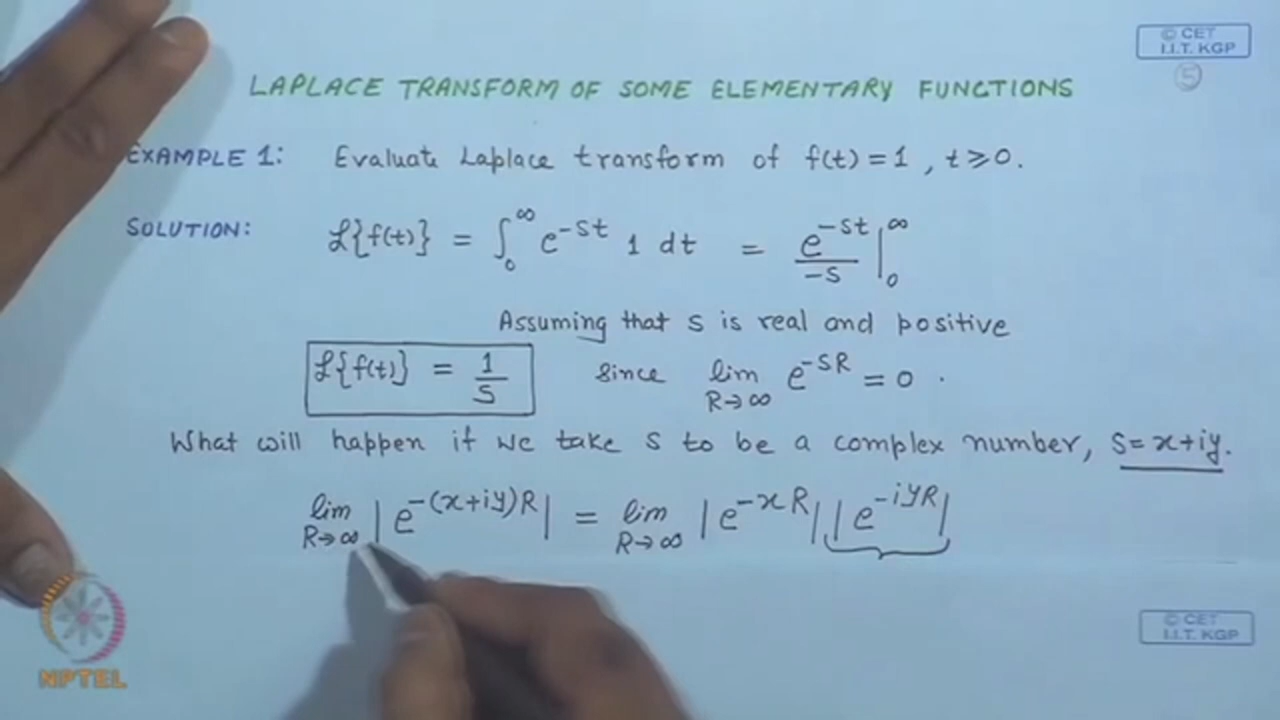 © CET
I.I.T. KGP
5
LAPLACE TRANSFORM OF SOME ELEMENTARY FUNCTIONS
EXAMPLE 1: Evaluate Laplace transform of f(t) = 1 , t ≥ 0.
SOLUTION: ℒ{f(t)} = ∫₀^∞ e^{-st} 1 dt = e^{-st}/-s |₀^∞
Assuming that s is real and positive
ℒ{f(t)} = 1/s since lim_{R→∞} e^{-SR} = 0 .
What will happen if we take s to be a complex number, s = x+iy.
lim_{R→∞} |e^{-(x+iy)R}| = lim_{R→∞} |e^{-xR}| |e^{-iyR}|
© CET
I.I.T. KGP
NPTEL